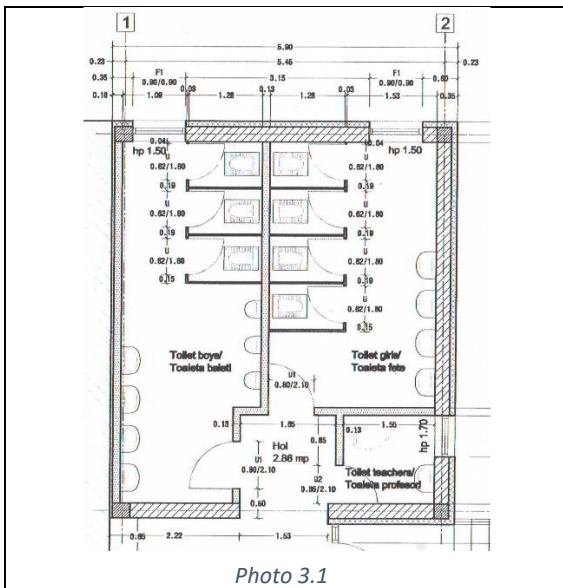 1
2
5.90
0.23
5.45
0.23
0.35
F1
0.90/0.90
3.15
F1
0.90/0.90
0.60
0.18
1.09
0.03
1.28
0.13
1.28
0.03
1.53
0.35
hp 1.50
0.04
0.04
hp 1.50
U
0.62/1.80
U
0.62/1.80
0.19
0.19
U
0.62/1.80
U
0.62/1.80
0.19
0.19
U
0.62/1.80
U
0.62/1.80
0.15
0.19
U
0.62/1.80
0.15
Toilet boys/
Toaleta baieti
Toilet girls/
Toaleta fete
U1
0.80/2.10
0.13
1.65
0.13
1.55
hp 1.70
0.85
Hol
2.86 mp
U1
0.80/2.10
U2
0.86/2.10
Toilet teachers/
Toaleta profesori
0.60
0.65
2.22
1.53
Photo 3.1